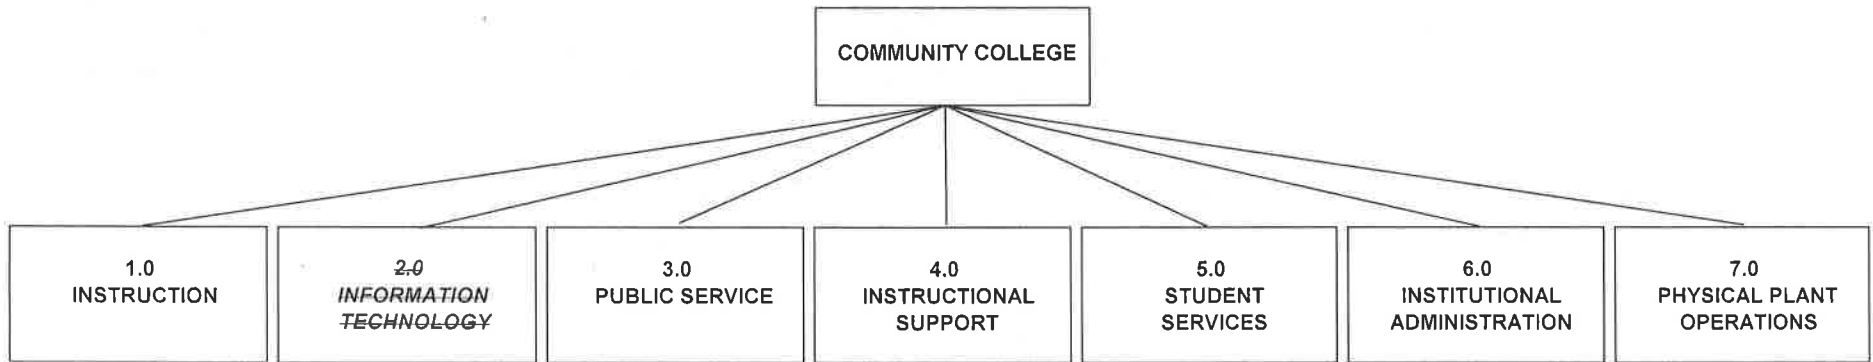 COMMUNITY COLLEGE
1.0
INSTRUCTION
2.0
INFORMATION
TECHNOLOGY
3.0
PUBLIC SERVICE
4.0
INSTRUCTIONAL
SUPPORT
5.0
STUDENT
SERVICES
6.0
INSTITUTIONAL
ADMINISTRATION
7.0
PHYSICAL PLANT
OPERATIONS